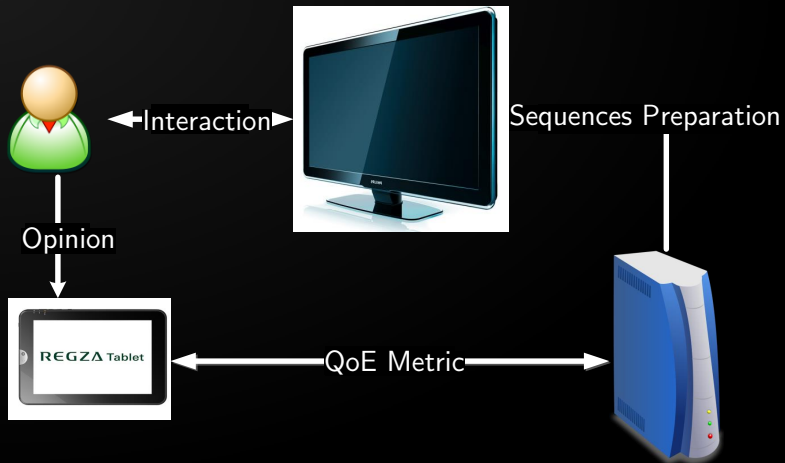 Interaction
Sequences Preparation
Opinion
REGZA Tablet
QoE Metric